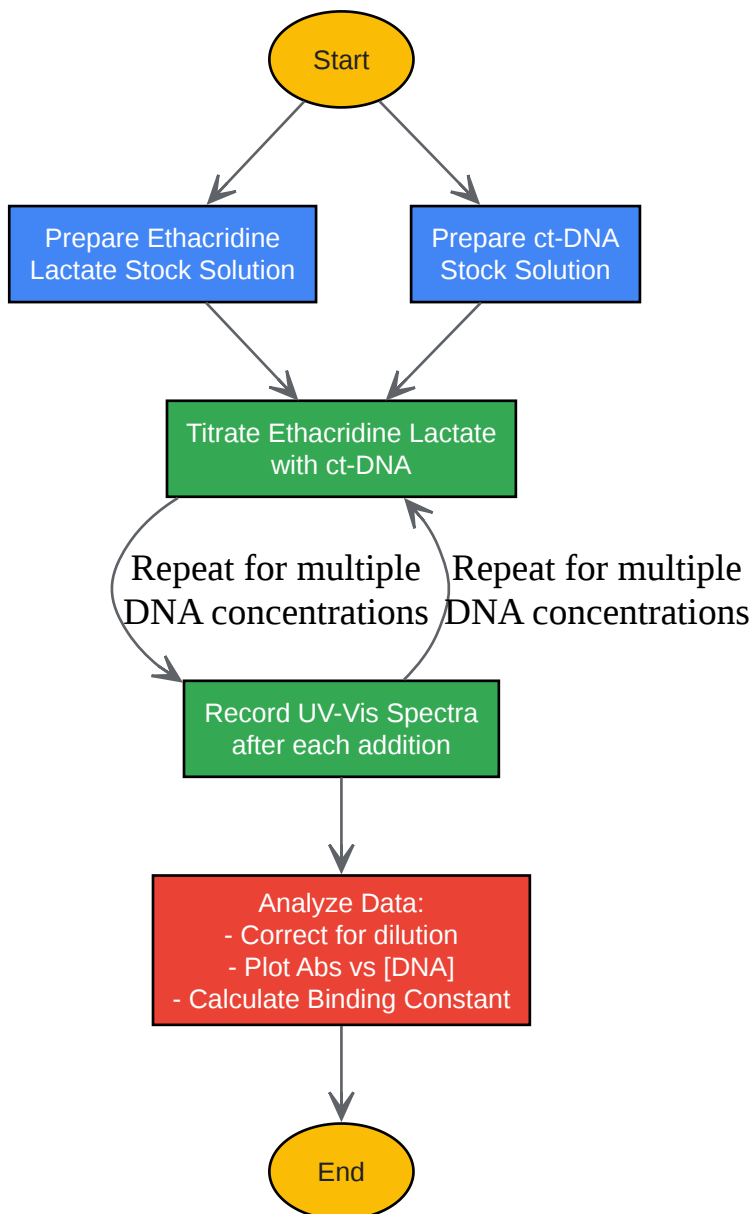 Start
Prepare Ethacridine
Lactate Stock Solution
Prepare ct-DNA
Stock Solution
Titrate Ethacridine Lactate
with ct-DNA
Repeat for multiple
DNA concentrations
Repeat for multiple
DNA concentrations
Record UV-Vis Spectra
after each addition
Analyze Data:
- Correct for dilution
- Plot Abs vs [DNA]
- Calculate Binding Constant
End